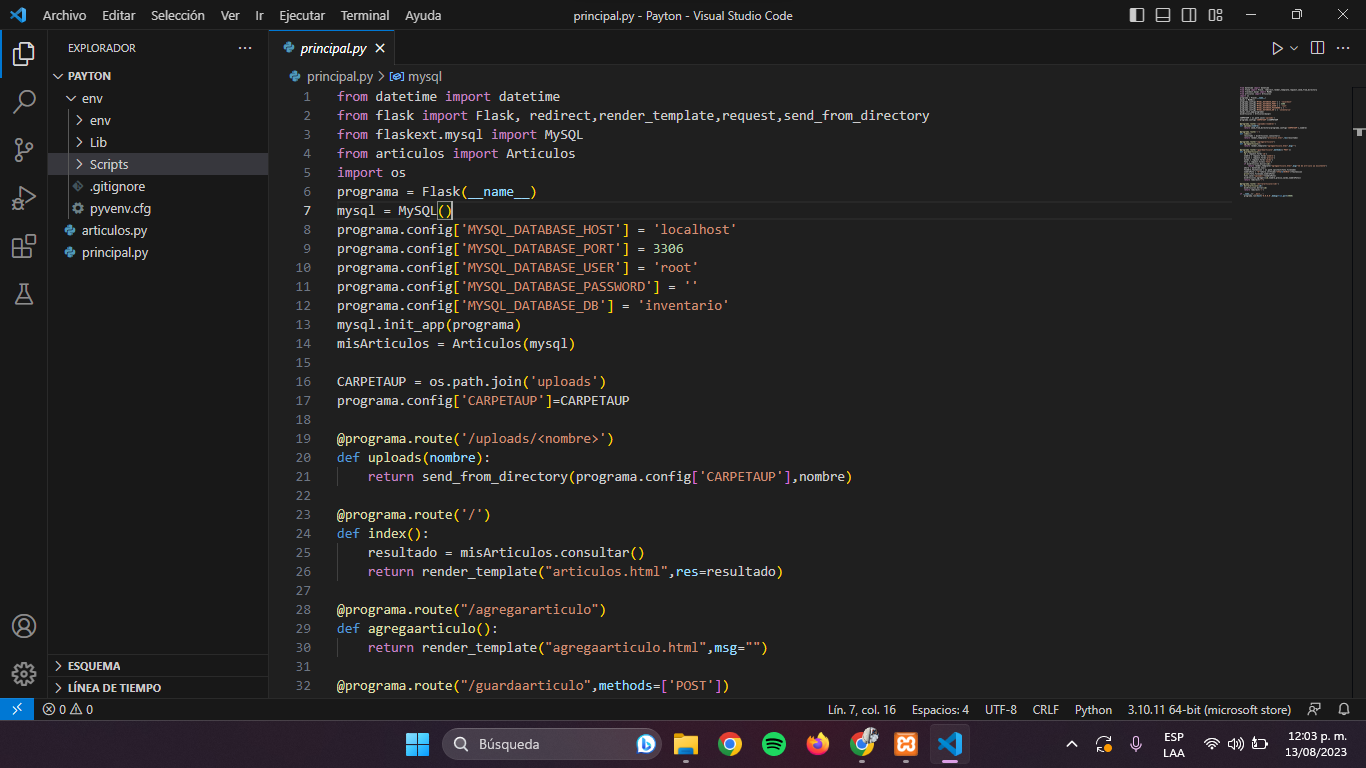 Archivo Editar Selección Ver Ir Ejecutar Terminal Ayuda
principal.py - Payton - Visual Studio Code
EXPLORADOR
PAYTON
env
env
Lib
Scripts
.gitignore
pyvenv.cfg
articulos.py
principal.py
ESQUEMA
LÍNEA DE TIEMPO
principal.py
principal.py > mysql
1 from datetime import datetime
2 from flask import Flask, redirect,render_template,request,send_from_directory
3 from flaskext.mysql import MySQL
4 from articulos import Articulos
5 import os
6 programa = Flask(__name__)
7 mysql = MySQL()
8 programa.config['MYSQL_DATABASE_HOST'] = 'localhost'
9 programa.config['MYSQL_DATABASE_PORT'] = 3306
10 programa.config['MYSQL_DATABASE_USER'] = 'root'
11 programa.config['MYSQL_DATABASE_PASSWORD'] = ''
12 programa.config['MYSQL_DATABASE_DB'] = 'inventario'
13 mysql.init_app(programa)
14 misArticulos = Articulos(mysql)
15
16 CARPETAUP = os.path.join('uploads')
17 programa.config['CARPETAUP']=CARPETAUP
18
19 @programa.route('/uploads/<nombre>')
20 def uploads(nombre):
21     return send_from_directory(programa.config['CARPETAUP'],nombre)
22
23 @programa.route('/')
24 def index():
25     resultado = misArticulos.consultar()
26     return render_template("articulos.html",res=resultado)
27
28 @programa.route("/agregararticulo")
29 def agregaarticulo():
30     return render_template("agregaarticulo.html",msg="")
31
32 @programa.route("/guardaarticulo",methods=['POST'])
0 0
Lín. 7, col. 16 Espacios: 4 UTF-8 CRLF Python 3.10.11 64-bit (microsoft store)
Búsqueda
ESP
LAA
12:03 p. m.
13/08/2023